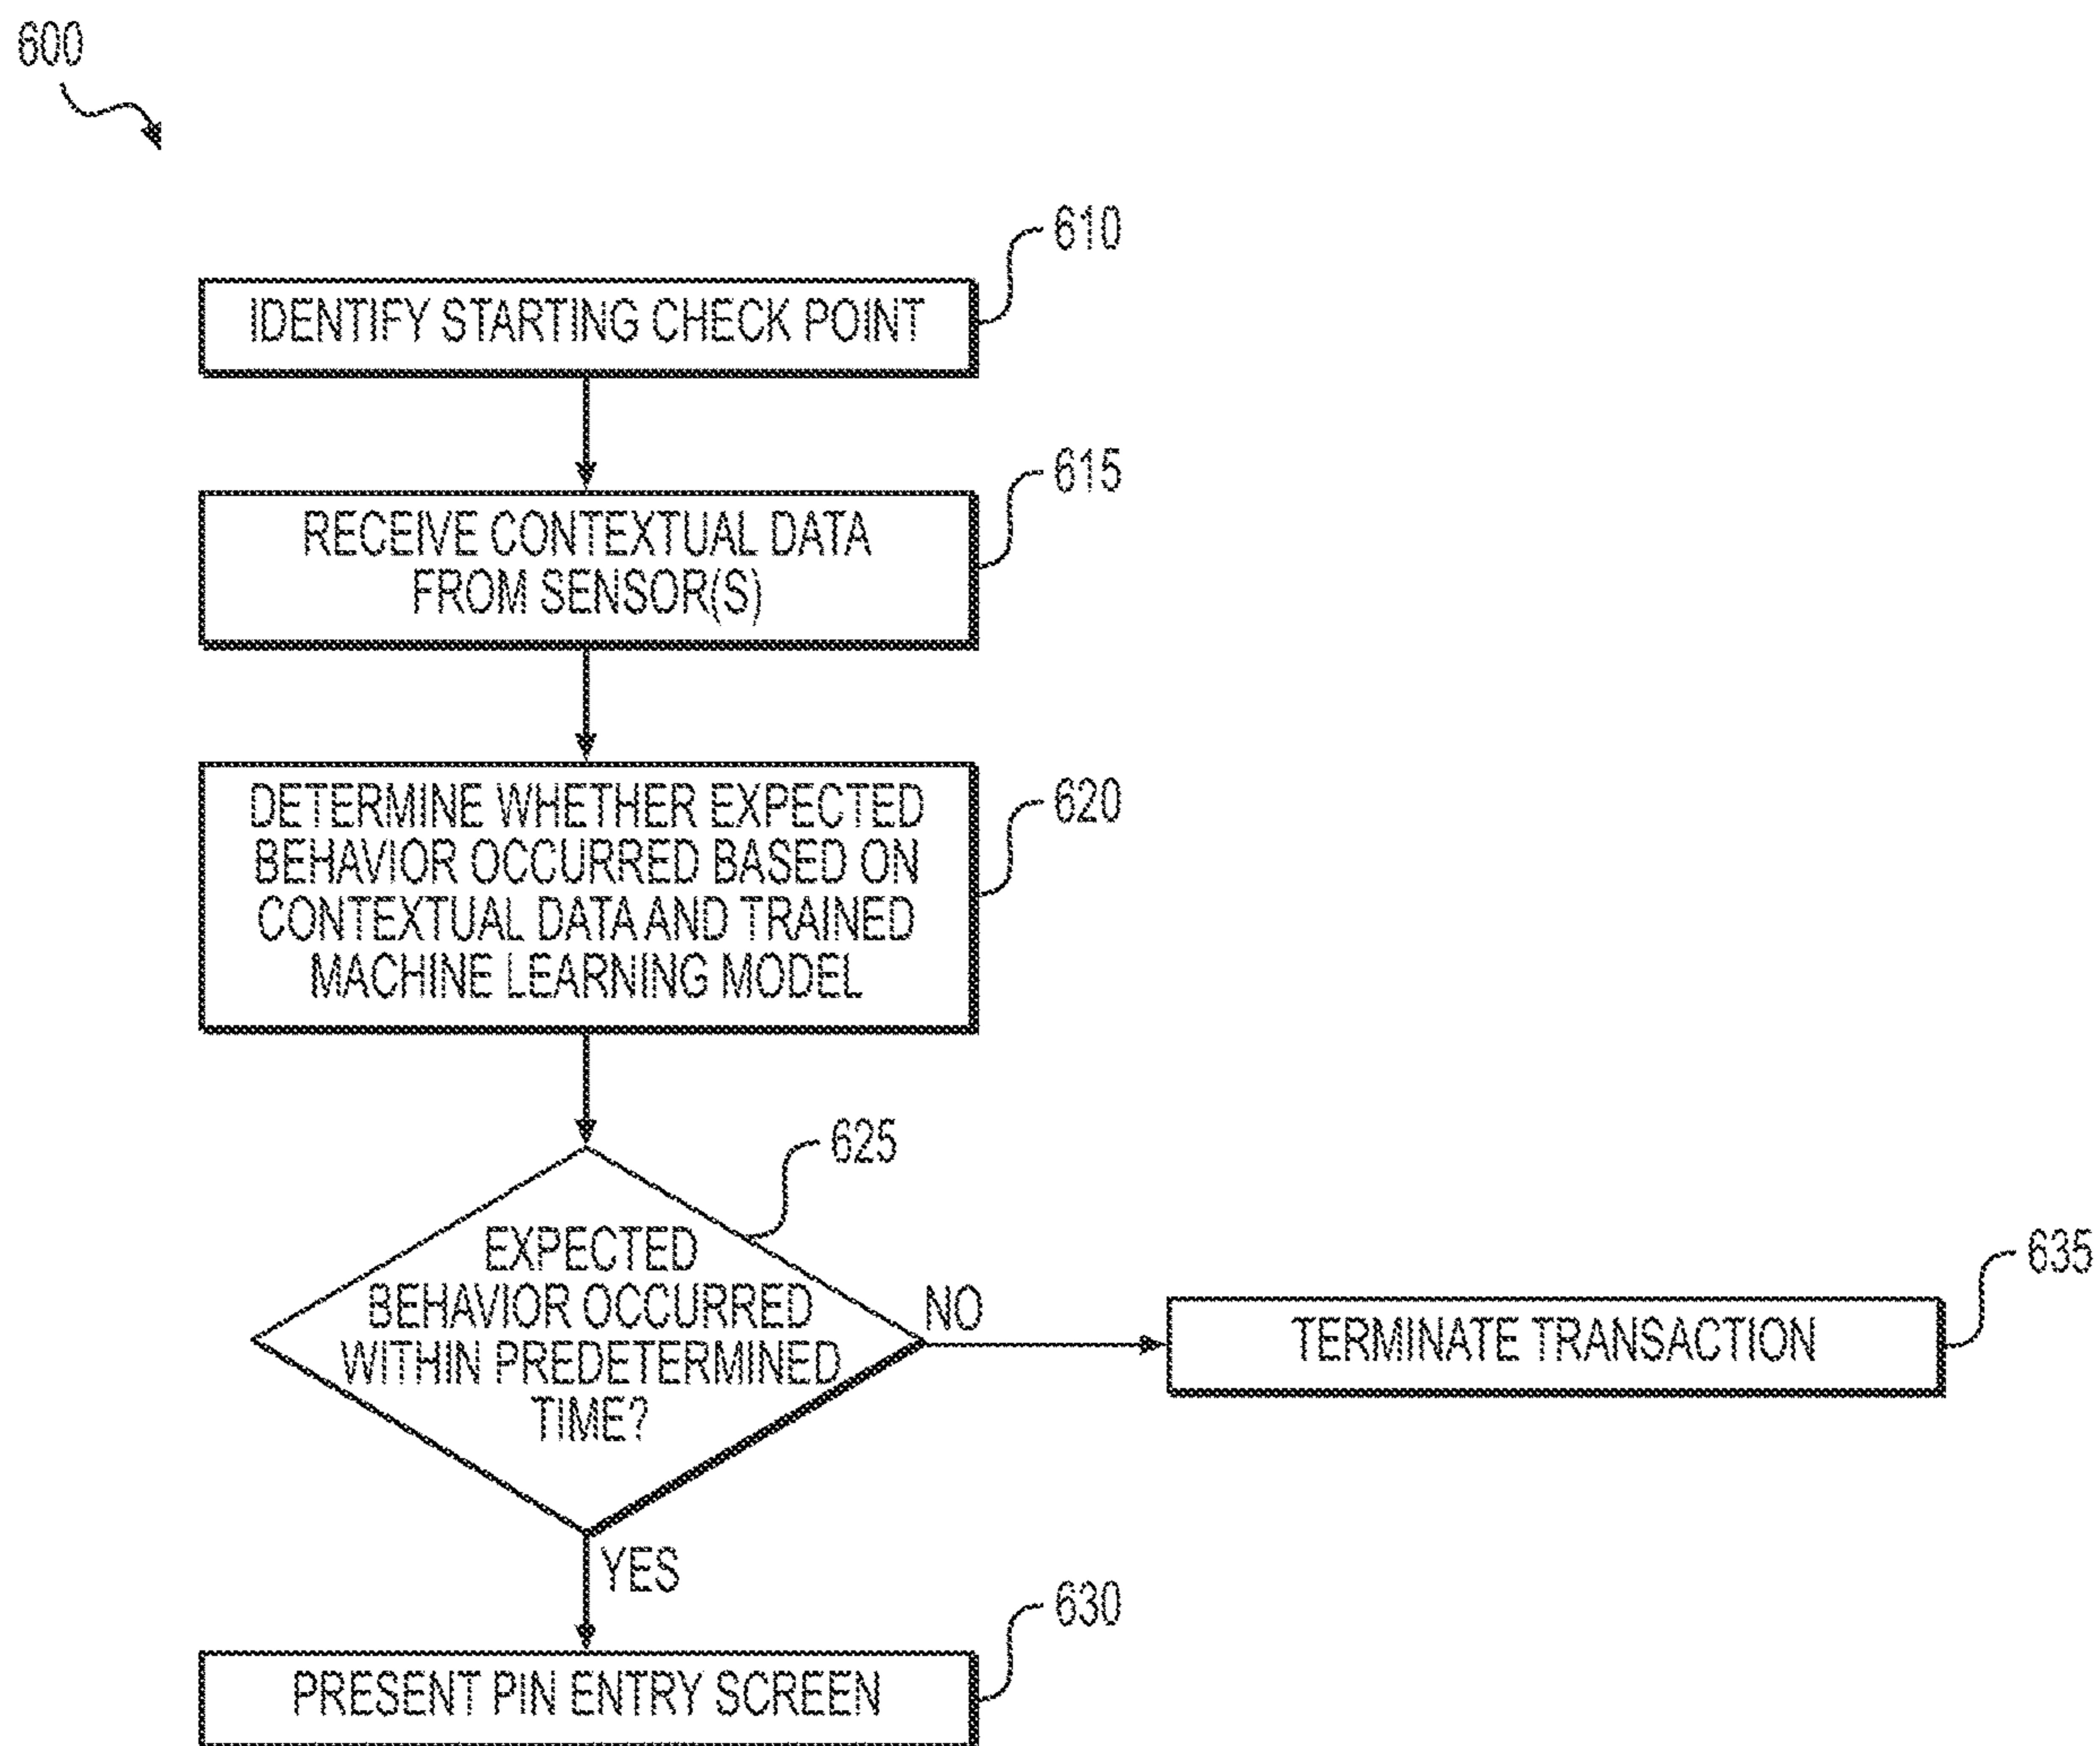 600
610
IDENTIFY STARTING CHECK POINT
615
RECEIVE CONTEXTUAL DATA
FROM SENSOR(S)
620
DETERMINE WHETHER EXPECTED
BEHAVIOR OCCURRED BASED ON
CONTEXTUAL DATA AND TRAINED
MACHINE LEARNING MODEL
625
EXPECTED
BEHAVIOR OCCURRED
WITHIN PREDETERMINED
TIME?
NO
635
TERMINATE TRANSACTION
YES
630
PRESENT PIN ENTRY SCREEN